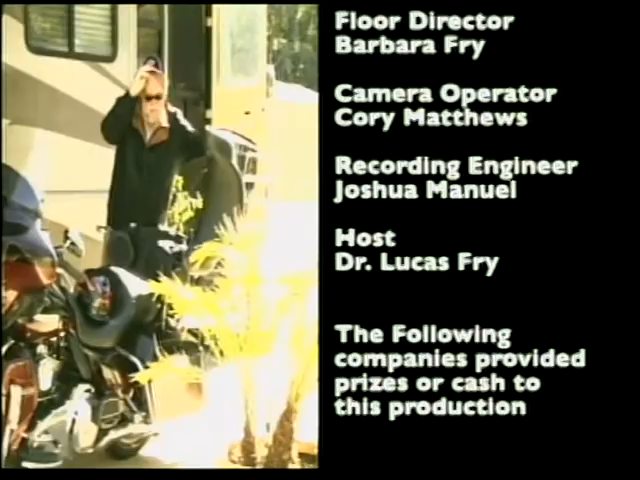 Floor Director
Barbara Fry
Camera Operator
Cory Matthews
Recording Engineer
Joshua Manuel
Host
Dr. Lucas Fry
The Following
companies provided
prizes or cash to
this production